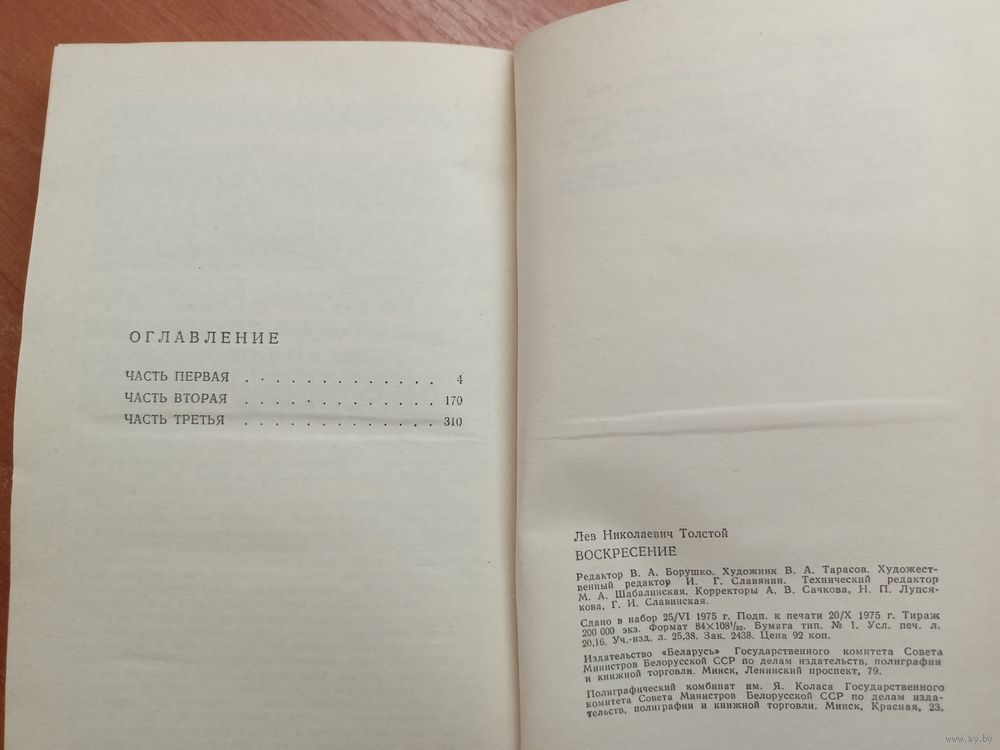 ОГЛАВЛЕНИЕ
ЧАСТЬ ПЕРВАЯ . . . . . . . . . . . . . 4
ЧАСТЬ ВТОРАЯ . . . . . . . . . . . . . 170
ЧАСТЬ ТРЕТЬЯ . . . . . . . . . . . . . 310
Лев Николаевич Толстой
ВОСКРЕСЕНИЕ
Редактор В. А. Борушко. Художник В. А. Тарасов. Художест-
венный редактор И. Г. Славянин. Технический редактор
М. А. Шабалинская. Корректоры А. В. Сачкова, Н. П. Лупся-
кова, Г. И. Славинская.
Сдано в набор 25/VI 1975 г. Подп. к печати 20/X 1975 г. Тираж
200 000 экз. Формат 84×108¹/₃₂. Бумага тип. № 1. Усл. печ. л.
20,16. Уч.-изд. л. 25,38. Зак. 2438. Цена 92 коп.
Издательство «Беларусь» Государственного комитета Совета
Министров Белорусской ССР по делам издательств, полиграфии
и книжной торговли. Минск, Ленинский проспект, 79.
Полиграфический комбинат им. Я. Коласа Государственного
комитета Совета Министров Белорусской ССР по делам изда-
тельств, полиграфии и книжной торговли. Минск, Красная, 23.
www.ay.by